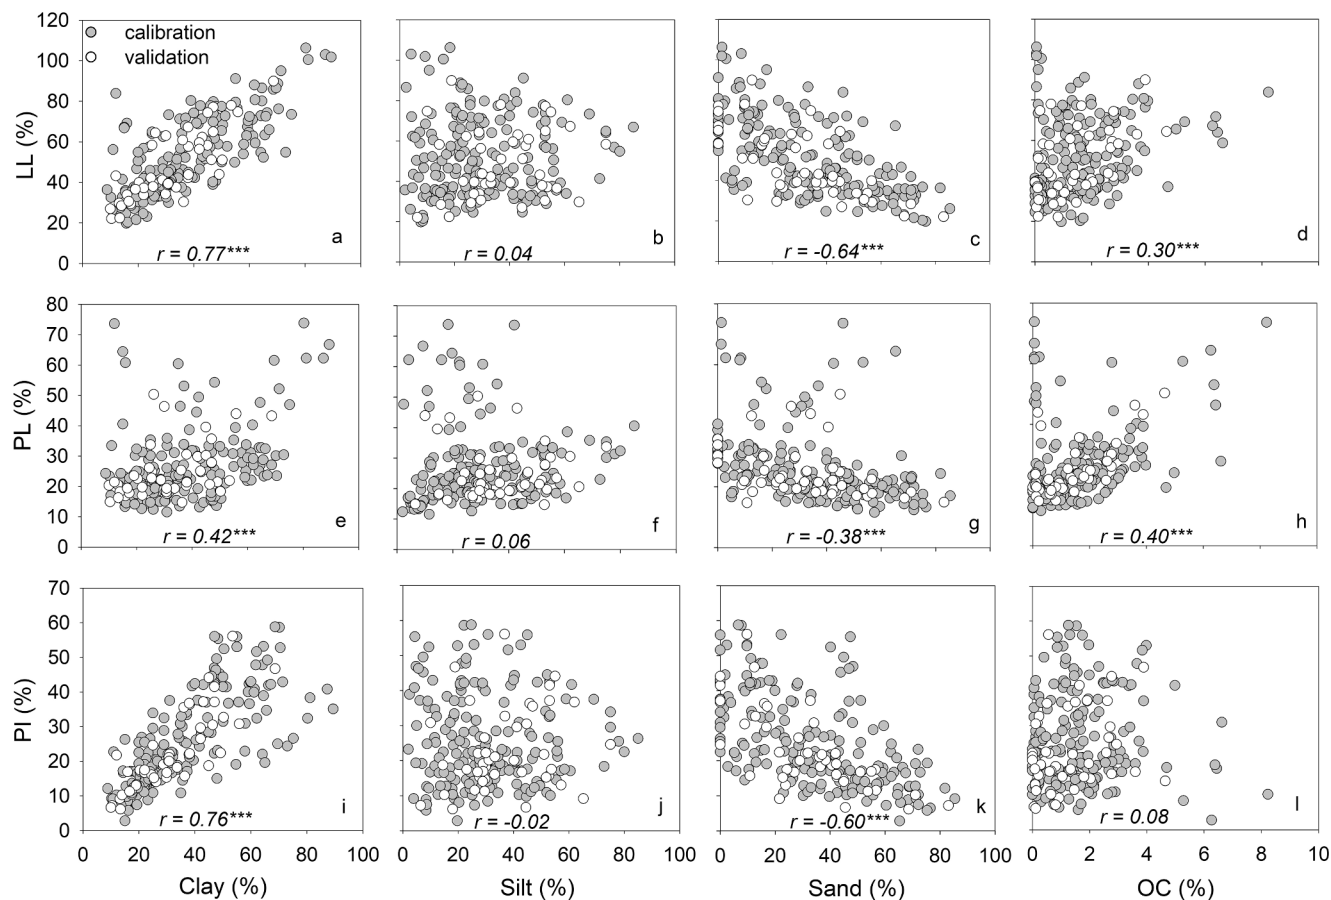 120
100
80
60
40
20
0
LL (%)
calibration
validation
r = 0.77***
a
r = 0.04
b
r = -0.64***
c
r = 0.30***
d
80
70
60
50
40
30
20
10
0
PL (%)
r = 0.42***
e
r = 0.06
f
r = -0.38***
g
r = 0.40***
h
70
60
50
40
30
20
10
0
PI (%)
r = 0.76***
i
r = -0.02
j
r = -0.60***
k
r = 0.08
l
0 20 40 60 80 100
0 20 40 60 80 100
0 20 40 60 80 100
0 2 4 6 8 10
Clay (%)
Silt (%)
Sand (%)
OC (%)